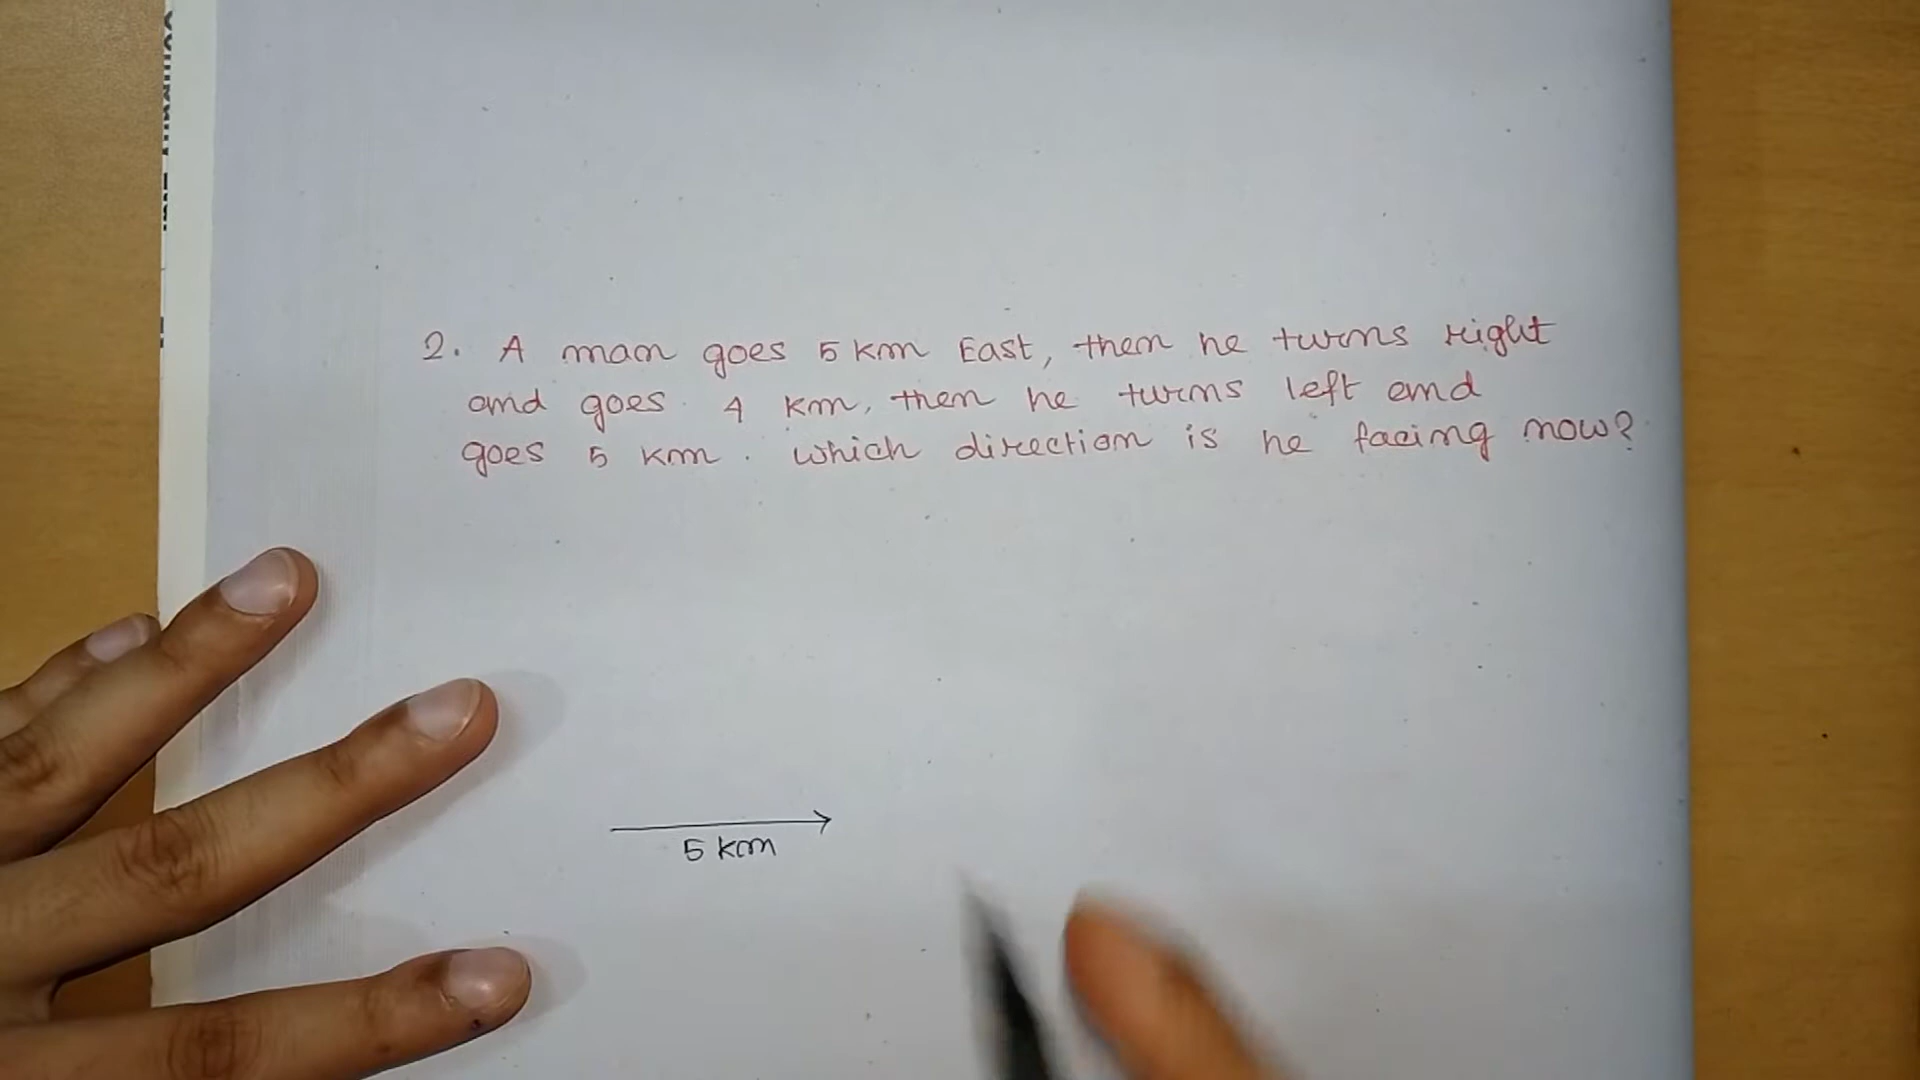 2. A man goes 5 km East, then he turns right
and goes 4 km, then he turns left and
goes 5 km. which direction is he facing now?
5 km